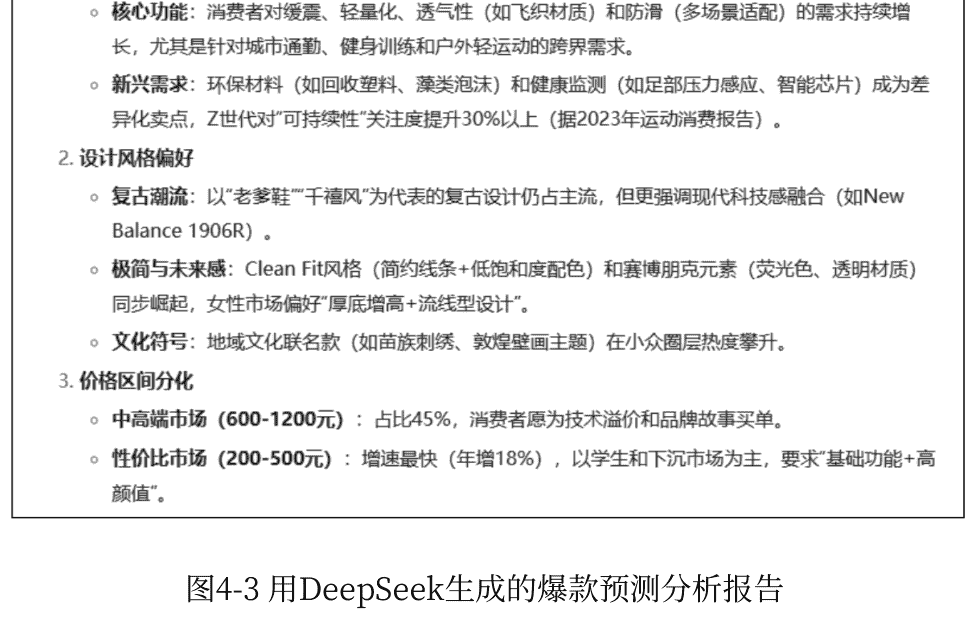 核心功能：消费者对缓震、轻量化、透气性（如飞织材质）和防滑（多场景适配）的需求持续增
长，尤其是针对城市通勤、健身训练和户外轻运动的跨界需求。
新兴需求：环保材料（如回收塑料、藻类泡沫）和健康监测（如足部压力感应、智能芯片）成为差
异化卖点，Z世代对"可持续性"关注度提升30%以上（据2023年运动消费报告）。
2. 设计风格偏好
复古潮流：以"老爹鞋""千禧风"为代表的复古设计仍占主流，但更强调现代科技感融合（如New
Balance 1906R）。
极简与未来感：Clean Fit风格（简约线条+低饱和度配色）和赛博朋克元素（荧光色、透明材质）
同步崛起，女性市场偏好"厚底增高+流线型设计"。
文化符号：地域文化联名款（如苗族刺绣、敦煌壁画主题）在小众圈层热度攀升。
3. 价格区间分化
中高端市场（600-1200元）：占比45%，消费者愿为技术溢价和品牌故事买单。
性价比市场（200-500元）：增速最快（年增18%），以学生和下沉市场为主，要求"基础功能+高
颜值"。
图4-3 用DeepSeek生成的爆款预测分析报告